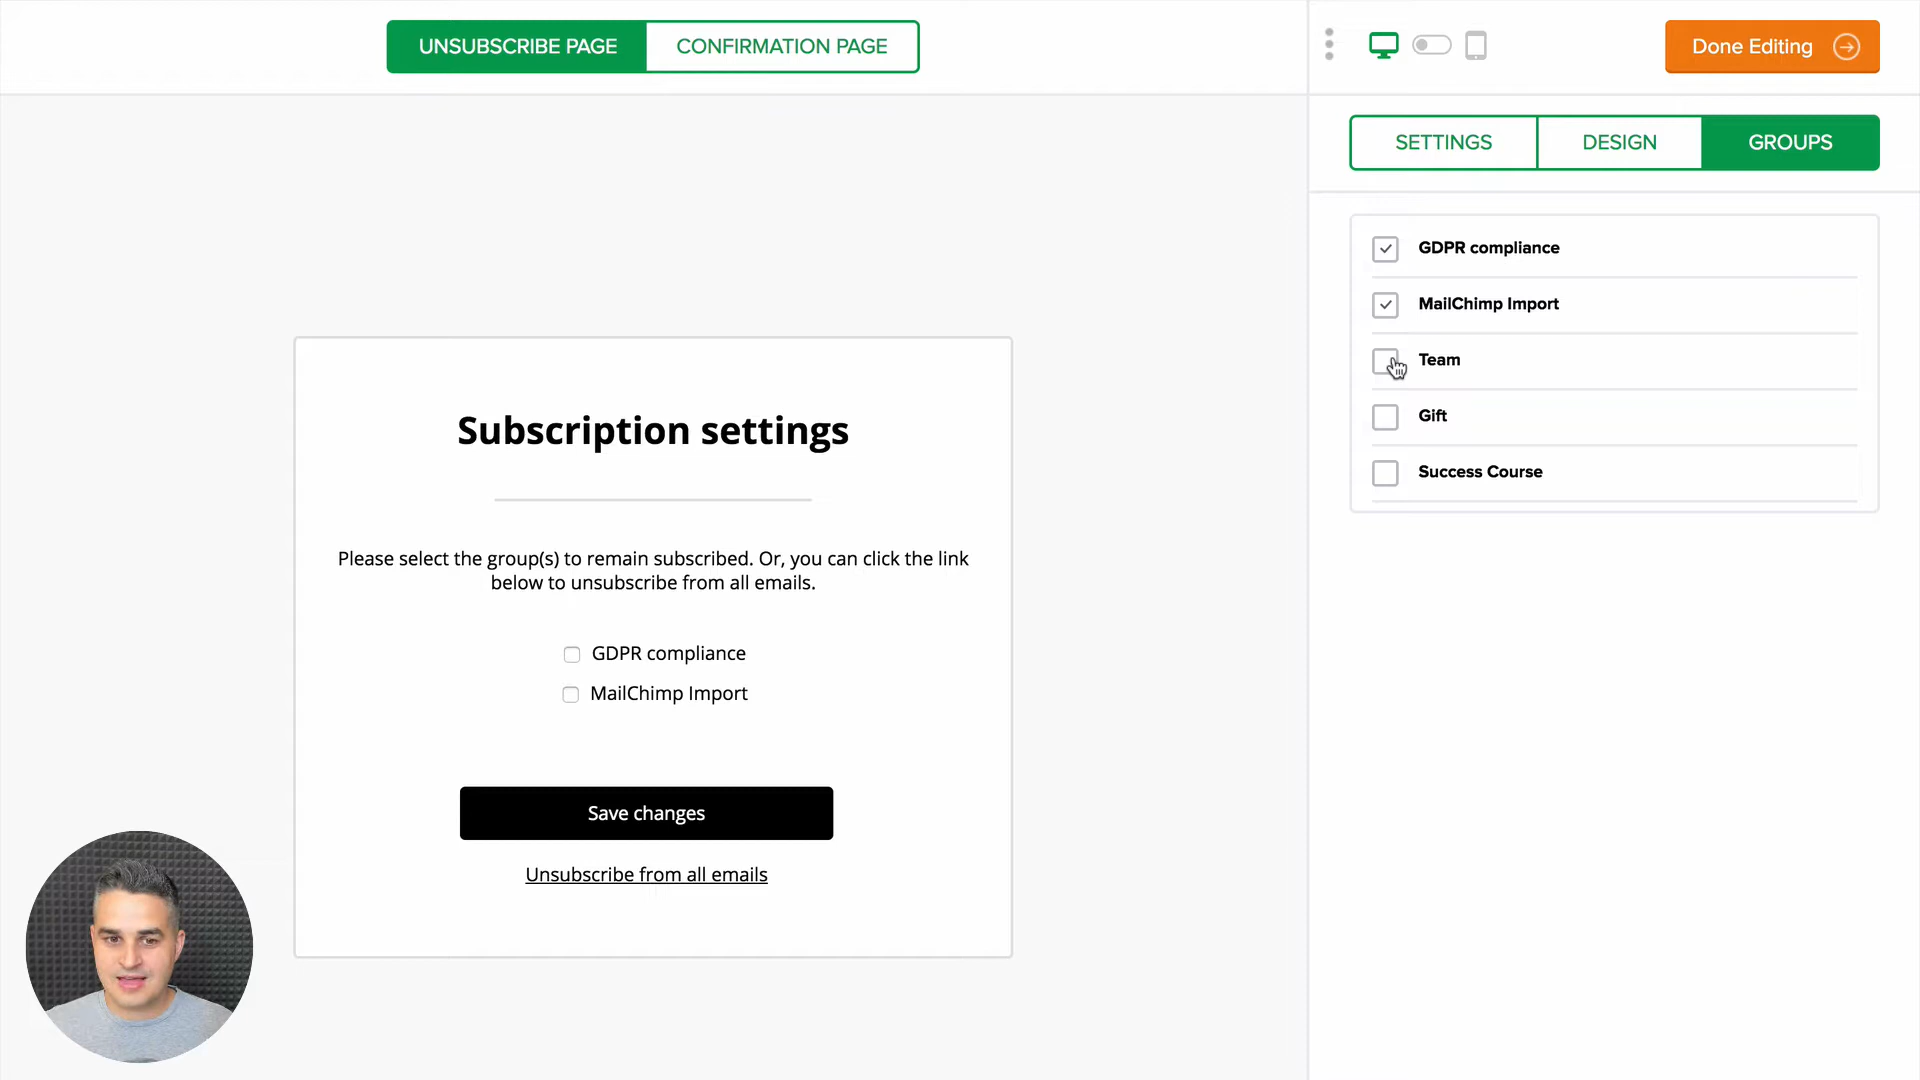 UNSUBSCRIBE PAGE
CONFIRMATION PAGE
Done Editing
SETTINGS
DESIGN
GROUPS
GDPR compliance
MailChimp Import
Team
Gift
Success Course
Subscription settings
Please select the group(s) to remain subscribed. Or, you can click the link
below to unsubscribe from all emails.
GDPR compliance
MailChimp Import
Save changes
Unsubscribe from all emails